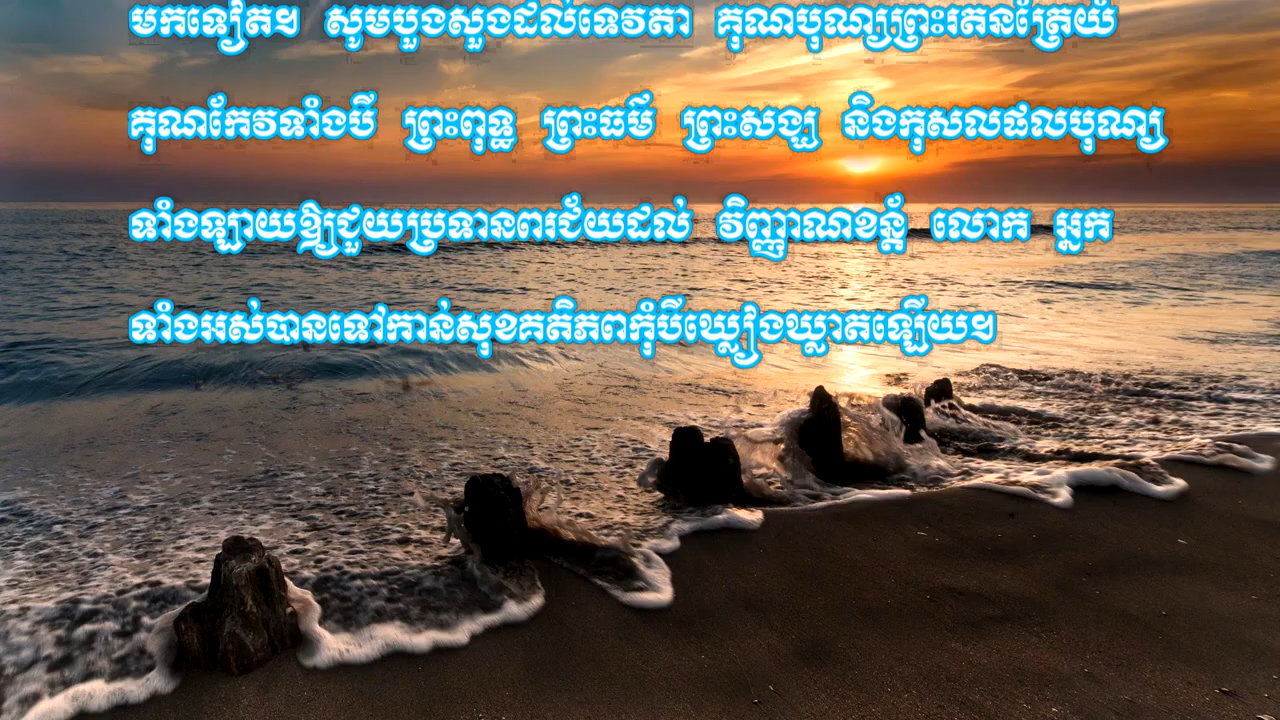 មកទៀត។ សូមបួងសួងដល់ទេវតា គុណបុណ្យព្រះរតនត្រៃយ៍
គុណកែវទាំងបី ព្រះពុទ្ធ ព្រះធម៌ ព្រះសង្ឃ និងកុសលផលបុណ្យ
ទាំងឡាយឱ្យជួយប្រទានពរជ័យដល់ វិញ្ញាណខន្ធ័ លោក អ្នក
ទាំងអស់បានទៅកាន់សុខគតិភពកុំបីឃ្លៀងឃ្លាតឡើយ។